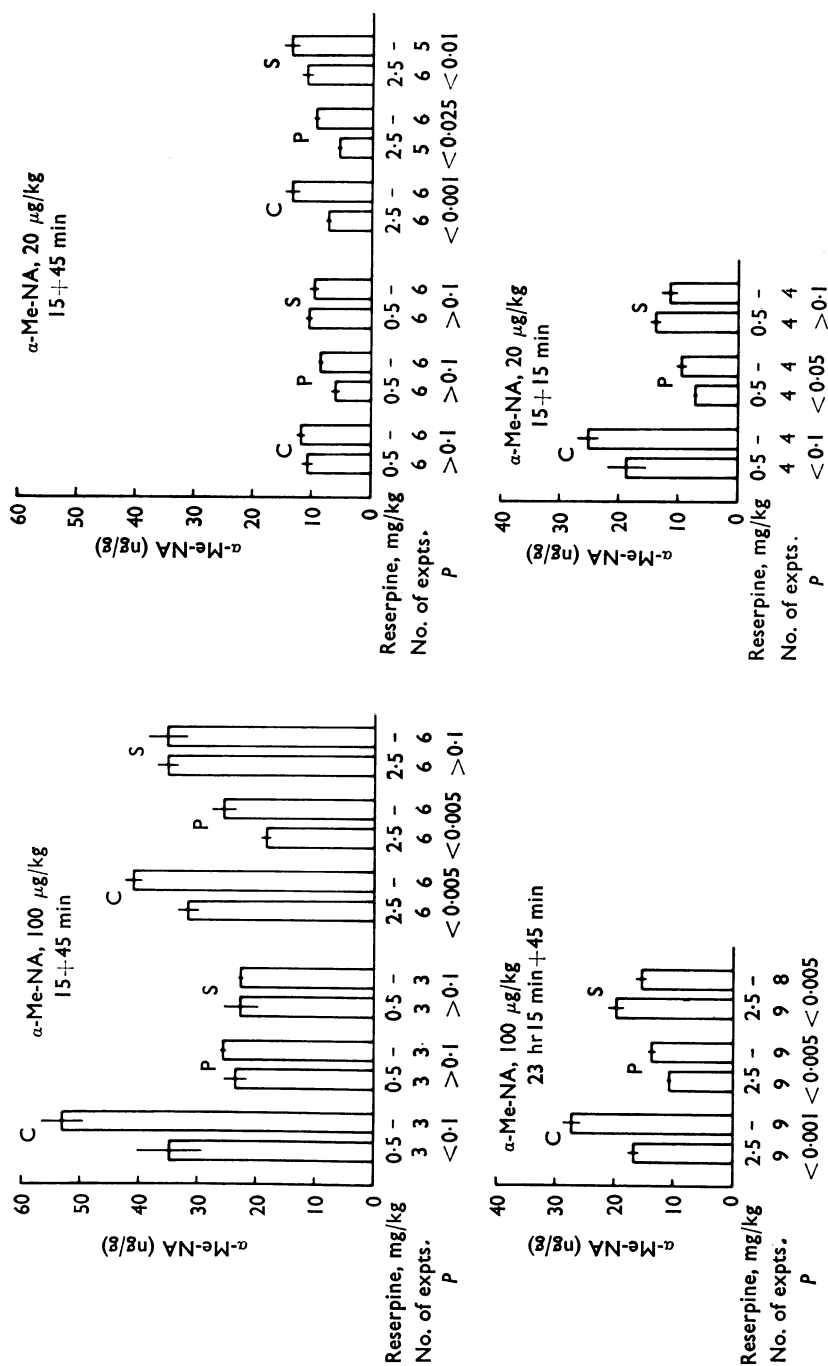 α-Me-NA, 100 μg/kg
15+45 min
60
50
40
30
20
10
0
α-Me-NA (ng/g)
C
P
S
C
P
S
Reserpine, mg/kg 0·5 - 0·5 - 0·5 - 2·5 - 2·5 - 2·5 -
No. of expts. 3 3 3 3 3 3 6 6 6 6 6 6
P <0·1 >0·1 >0·1 <0·005 <0·005 >0·1
α-Me-NA, 20 μg/kg
15+45 min
60
50
40
30
20
10
0
α-Me-NA (ng/g)
C
P
S
C
P
S
Reserpine, mg/kg 0·5 - 0·5 - 0·5 - 2·5 - 2·5 - 2·5 -
No. of expts. 6 6 6 6 6 6 6 6 5 6 6 5
P >0·1 >0·1 >0·1 <0·001 <0·025 <0·01
α-Me-NA, 100 μg/kg
23 hr 15 min+45 min
30
20
10
0
α-Me-NA (ng/g)
C
P
S
Reserpine, mg/kg 2·5 - 2·5 - 2·5 -
No. of expts. 9 9 9 9 9 8
P <0·001 <0·005 <0·005
α-Me-NA, 20 μg/kg
15+15 min
40
30
20
10
0
α-Me-NA (ng/g)
C
P
S
Reserpine, mg/kg 0·5 - 0·5 - 0·5 -
No. of expts. 4 4 4 4 4 4
P <0·1 <0·05 >0·1